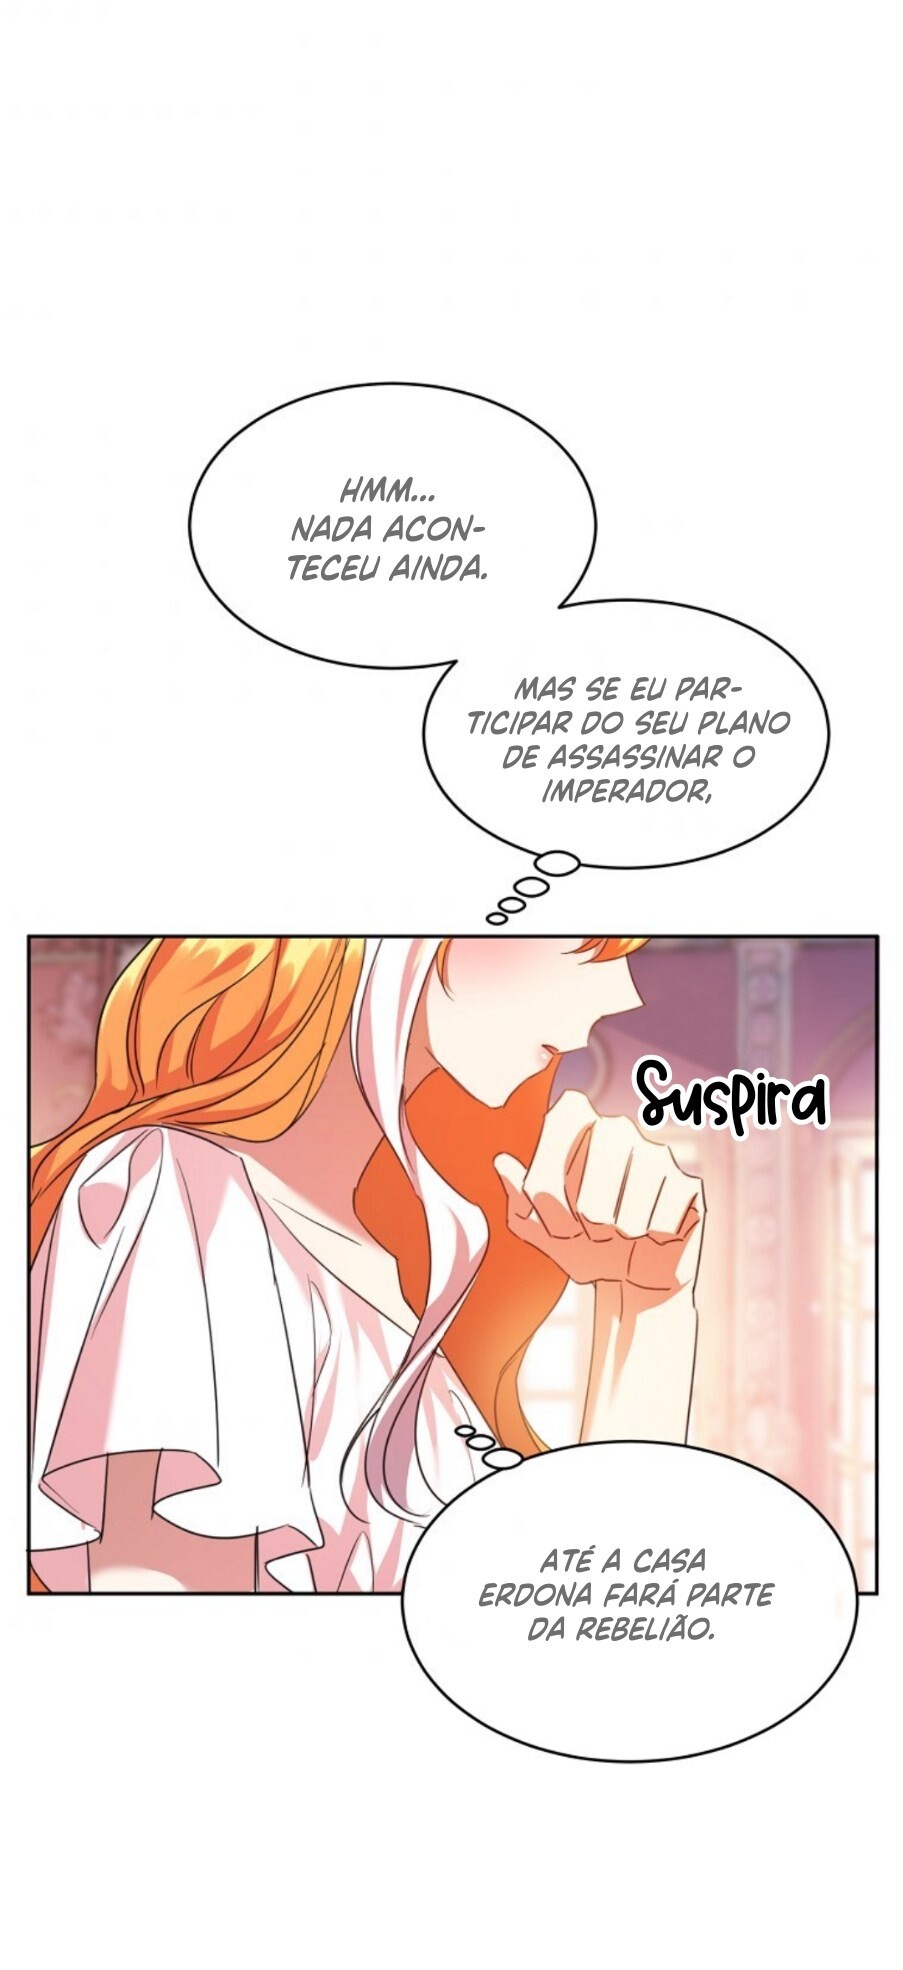 HMM...
NADA ACON-
TECEU AINDA.
MAS SE EU PAR-
TICIPAR DO SEU PLANO
DE ASSASSINAR O
IMPERADOR,
Suspira
ATÉ A CASA
ERDONA FARÁ PARTE
DA REBELIÃO.